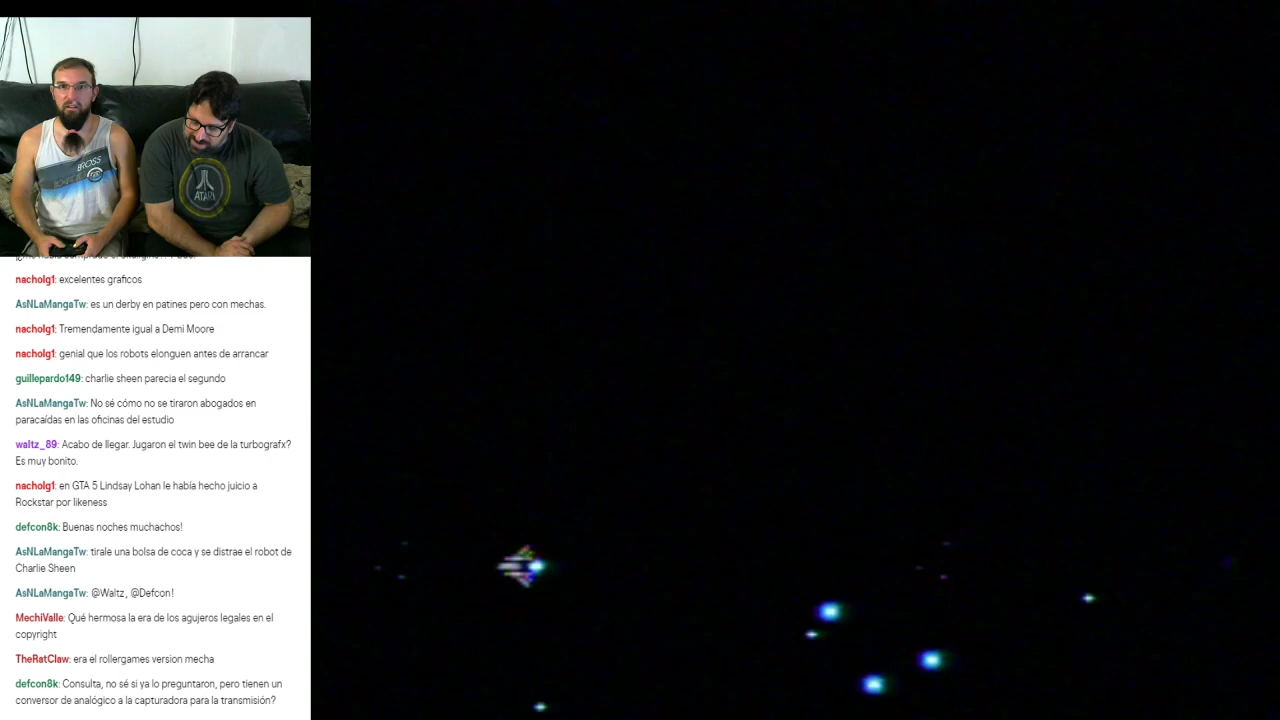 BROSS
ATARI
nacholg1: excelentes graficos
AsNLaMangaTw: es un derby en patines pero con mechas.
nacholg1: Tremendamente igual a Demi Moore
nacholg1: genial que los robots elonguen antes de arrancar
guillepardo149: charlie sheen parecia el segundo
AsNLaMangaTw: No sé cómo no se tiraron abogados en
paracaídas en las oficinas del estudio
waltz_89: Acabo de llegar. Jugaron el twin bee de la turbografx?
Es muy bonito.
nacholg1: en GTA 5 Lindsay Lohan le había hecho juicio a
Rockstar por likeness
defcon8k: Buenas noches muchachos!
AsNLaMangaTw: tirale una bolsa de coca y se distrae el robot de
Charlie Sheen
AsNLaMangaTw: @Waltz, @Defcon!
MechiValle: Qué hermosa la era de los agujeros legales en el
copyright
TheRatClaw: era el rollergames version mecha
defcon8k: Consulta, no sé si ya lo preguntaron, pero tienen un
conversor de analógico a la capturadora para la transmisión?